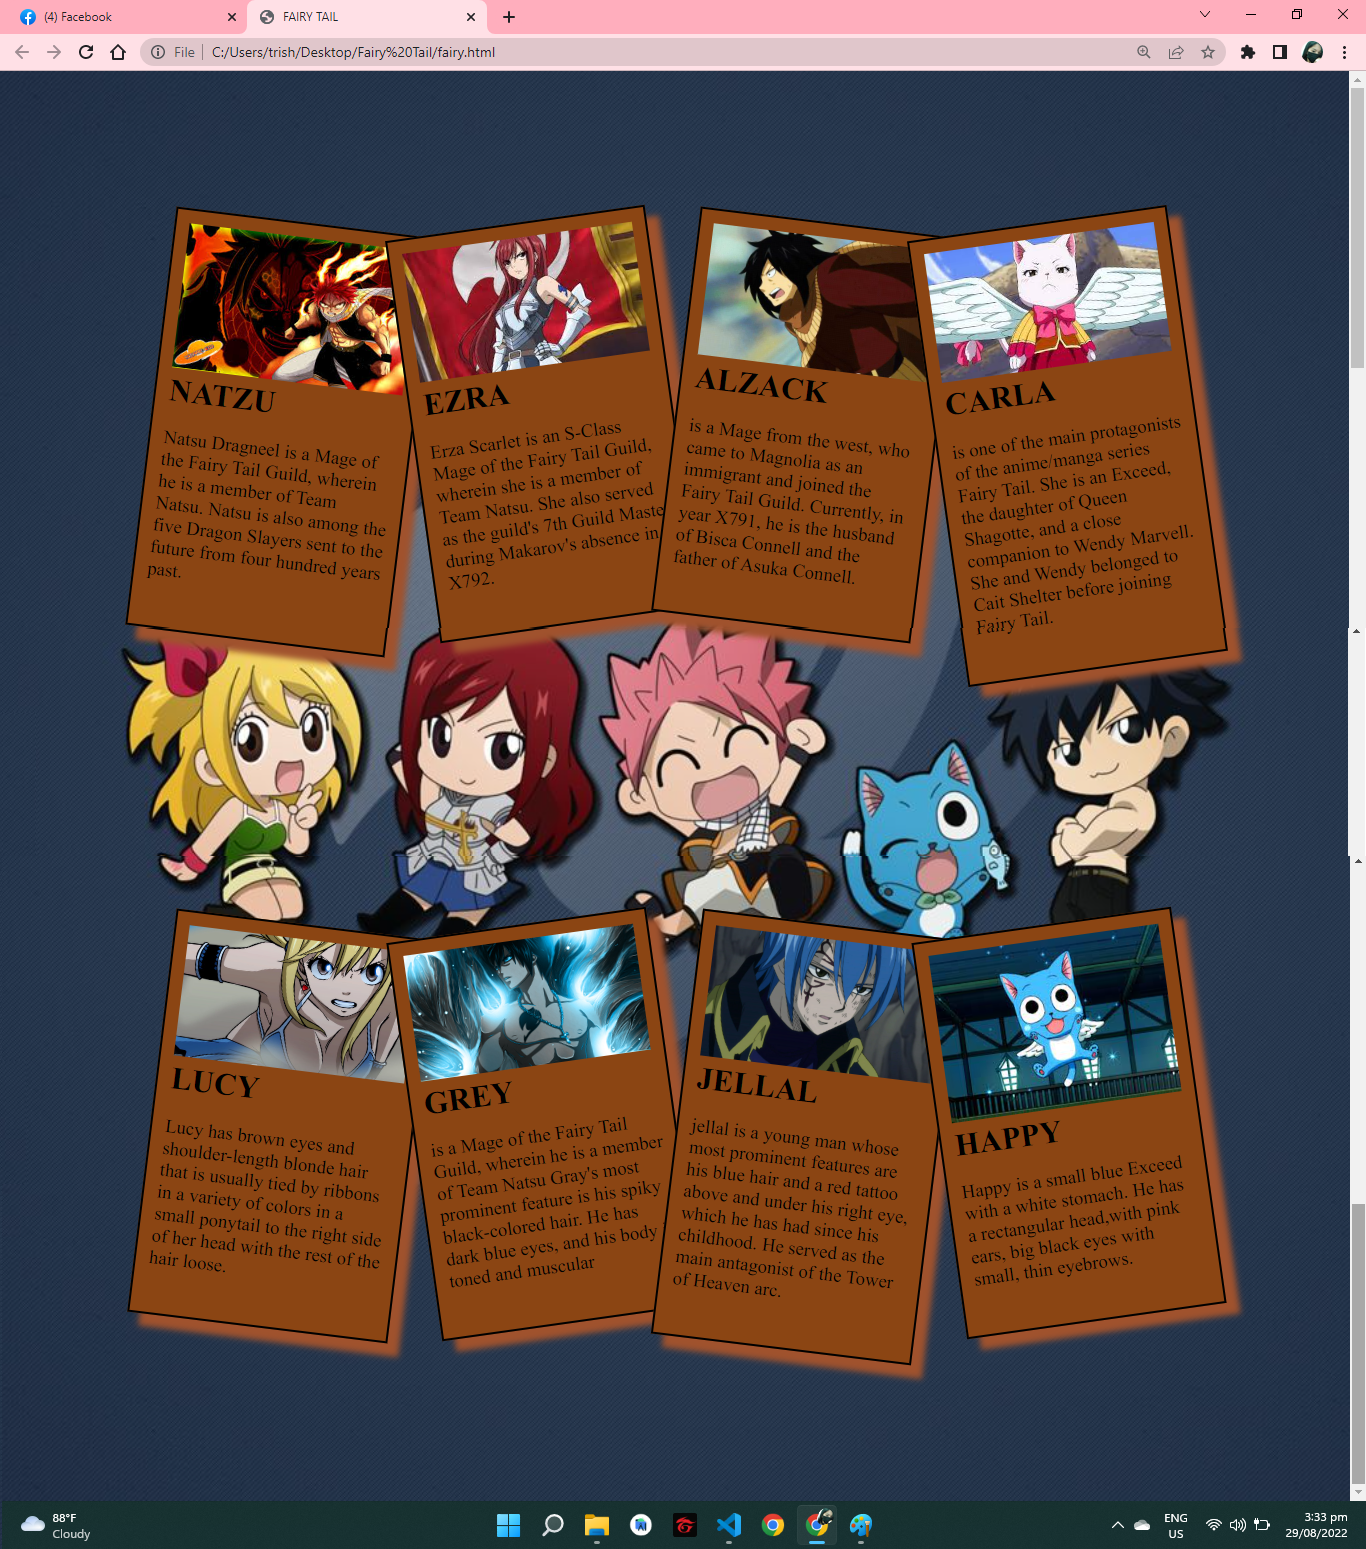 (4) Facebook
FAIRY TAIL
File
C:/Users/trish/Desktop/Fairy%20Tail/fairy.html
NATZU
Natsu Dragneel is a Mage of
the Fairy Tail Guild, wherein
he is a member of Team
Natsu. Natsu is also among the
five Dragon Slayers sent to the
future from four hundred years
past.
EZRA
Erza Scarlet is an S-Class
Mage of the Fairy Tail Guild,
wherein she is a member of
Team Natsu. She also served
as the guild's 7th Guild Maste
during Makarov's absence in
X792.
ALZACK
is a Mage from the west, who
came to Magnolia as an
immigrant and joined the
Fairy Tail Guild. Currently, in
year X791, he is the husband
of Bisca Connell and the
father of Asuka Connell.
CARLA
is one of the main protagonists
of the anime/manga series
Fairy Tail. She is an Exceed,
the daughter of Queen
Shagotte, and a close
companion to Wendy Marvell.
She and Wendy belonged to
Cait Shelter before joining
Fairy Tail.
LUCY
Lucy has brown eyes and
shoulder-length blonde hair
that is usually tied by ribbons
in a variety of colors in a
small ponytail to the right side
of her head with the rest of the
hair loose.
GREY
is a Mage of the Fairy Tail
Guild, wherein he is a member
of Team Natsu Gray's most
prominent feature is his spiky
black-colored hair. He has
dark blue eyes, and his body
toned and muscular
JELLAL
jellal is a young man whose
most prominent features are
his blue hair and a red tattoo
above and under his right eye,
which he has had since his
childhood. He served as the
main antagonist of the Tower
of Heaven arc.
HAPPY
Happy is a small blue Exceed
with a white stomach. He has
a rectangular head,with pink
ears, big black eyes with
small, thin eyebrows.
88°F
Cloudy
ENG
US
3:33 pm
29/08/2022